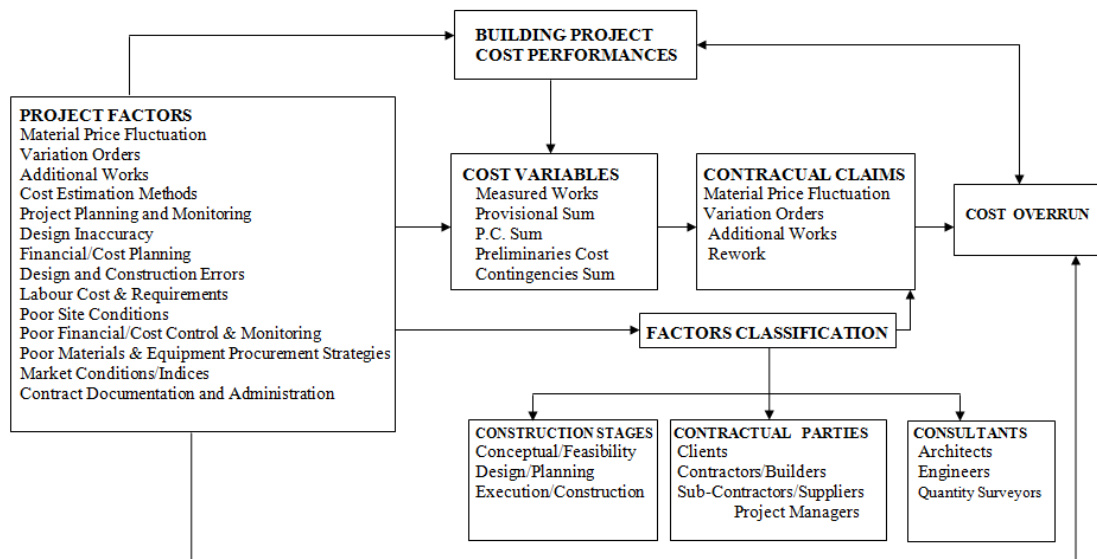 BUILDING PROJECT
COST PERFORMANCES
PROJECT FACTORS
Material Price Fluctuation
Variation Orders
Additional Works
Cost Estimation Methods
Project Planning and Monitoring
Design Inaccuracy
Financial/Cost Planning
Design and Construction Errors
Labour Cost & Requirements
Poor Site Conditions
Poor Financial/Cost Control & Monitoring
Poor Materials & Equipment Procurement Strategies
Market Conditions/Indices
Contract Documentation and Administration
COST VARIABLES
Measured Works
Provisional Sum
P.C. Sum
Preliminaries Cost
Contingencies Sum
CONTRACUAL CLAIMS
Material Price Fluctuation
Variation Orders
Additional Works
Rework
COST OVERRUN
FACTORS CLASSIFICATION
CONSTRUCTION STAGES
Conceptual/Feasibility
Design/Planning
Execution/Construction
CONTRACTUAL PARTIES
Clients
Contractors/Builders
Sub-Contractors/Suppliers
Project Managers
CONSULTANTS
Architects
Engineers
Quantity Surveyors